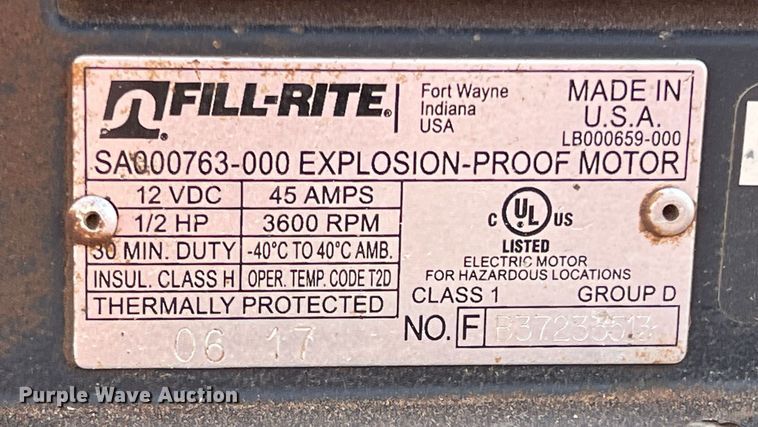 FILL-RITE®
Fort Wayne
Indiana
USA
MADE IN
U.S.A.
LB000659-000
SA000763-000 EXPLOSION-PROOF MOTOR
12 VDC 45 AMPS
1/2 HP 3600 RPM
30 MIN. DUTY -40°C TO 40°C AMB.
INSUL. CLASS H OPER. TEMP. CODE T2D
THERMALLY PROTECTED
06 17
C UL US
LISTED
ELECTRIC MOTOR
FOR HAZARDOUS LOCATIONS
CLASS 1 GROUP D
NO. F
Purple Wave Auction